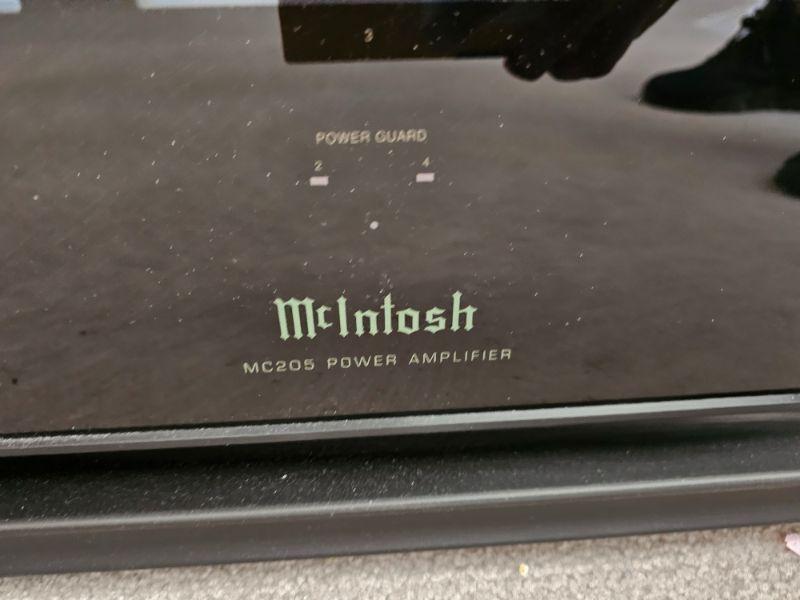 3
POWER GUARD
2 4
McIntosh
MC205 POWER AMPLIFIER